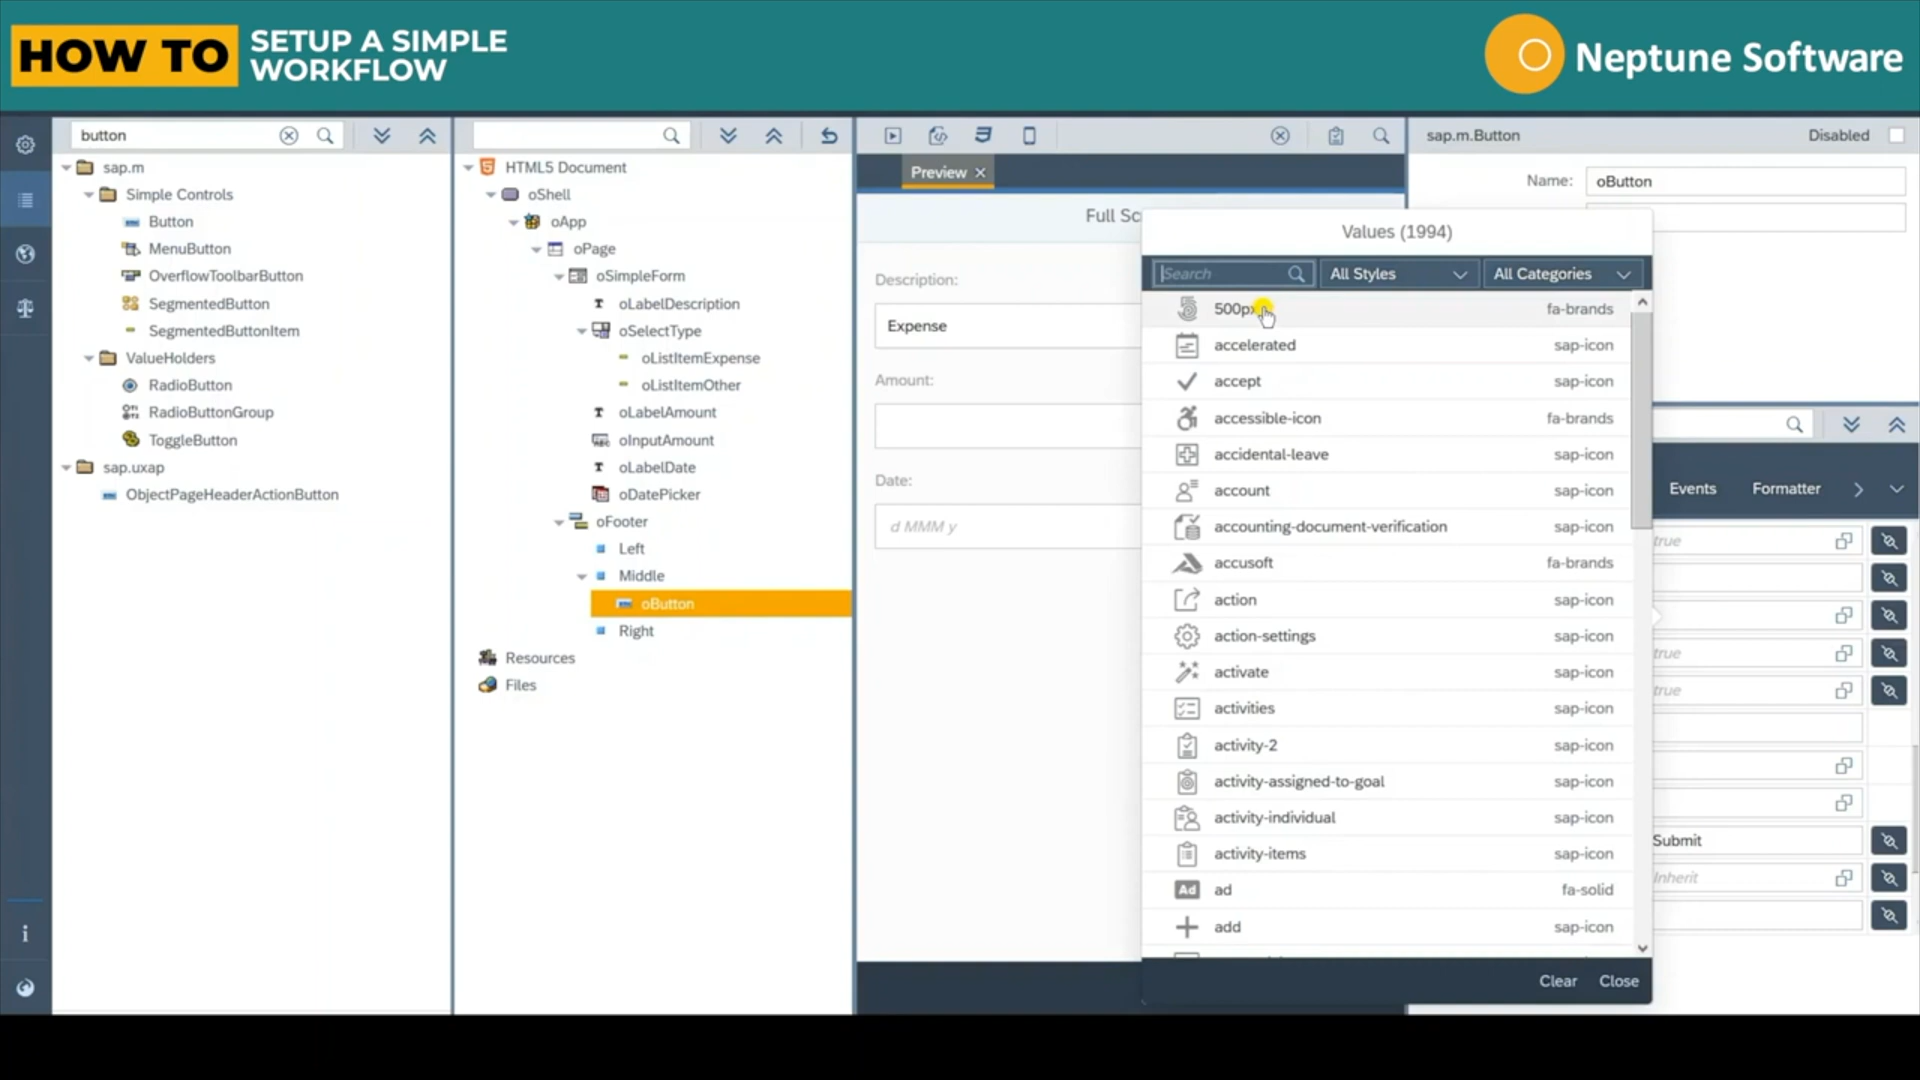 HOW TO
SETUP A SIMPLE
WORKFLOW
Neptune Software
button
sap.m
Simple Controls
Button
MenuButton
OverflowToolbarButton
SegmentedButton
SegmentedButtonItem
ValueHolders
RadioButton
RadioButtonGroup
ToggleButton
sap.uxap
ObjectPageHeaderActionButton
HTML5 Document
oShell
oApp
oPage
oSimpleForm
oLabelDescription
oSelectType
oListItemExpense
oListItemOther
oLabelAmount
oInputAmount
oLabelDate
oDatePicker
oFooter
Left
Middle
oButton
Right
Resources
Files
Preview
Full Sc
Description:
Expense
Amount:
Date:
d MMM y
Values (1994)
Search
All Styles
All Categories
500px fa-brands
accelerated sap-icon
accept sap-icon
accessible-icon fa-brands
accidental-leave sap-icon
account sap-icon
accounting-document-verification sap-icon
accusoft fa-brands
action sap-icon
action-settings sap-icon
activate sap-icon
activities sap-icon
activity-2 sap-icon
activity-assigned-to-goal sap-icon
activity-individual sap-icon
activity-items sap-icon
Ad ad fa-solid
add sap-icon
Clear Close
sap.m.Button Disabled
Name: oButton
Events Formatter
true
true
true
Submit
Inherit